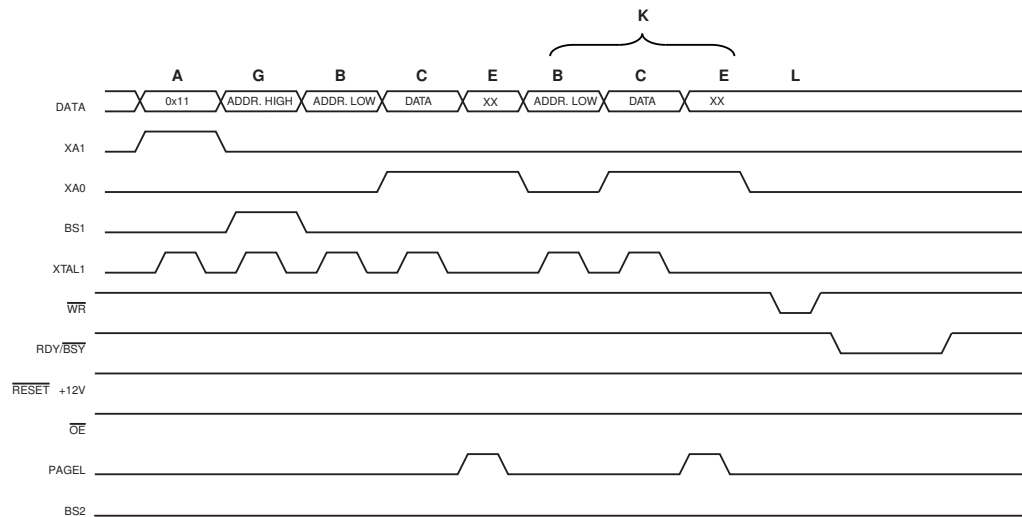 K
A G B C E B C E L
DATA 0x11 ADDR. HIGH ADDR. LOW DATA XX ADDR. LOW DATA XX
XA1
XA0
BS1
XTAL1
WR
RDY/BSY
RESET +12V
OE
PAGEL
BS2